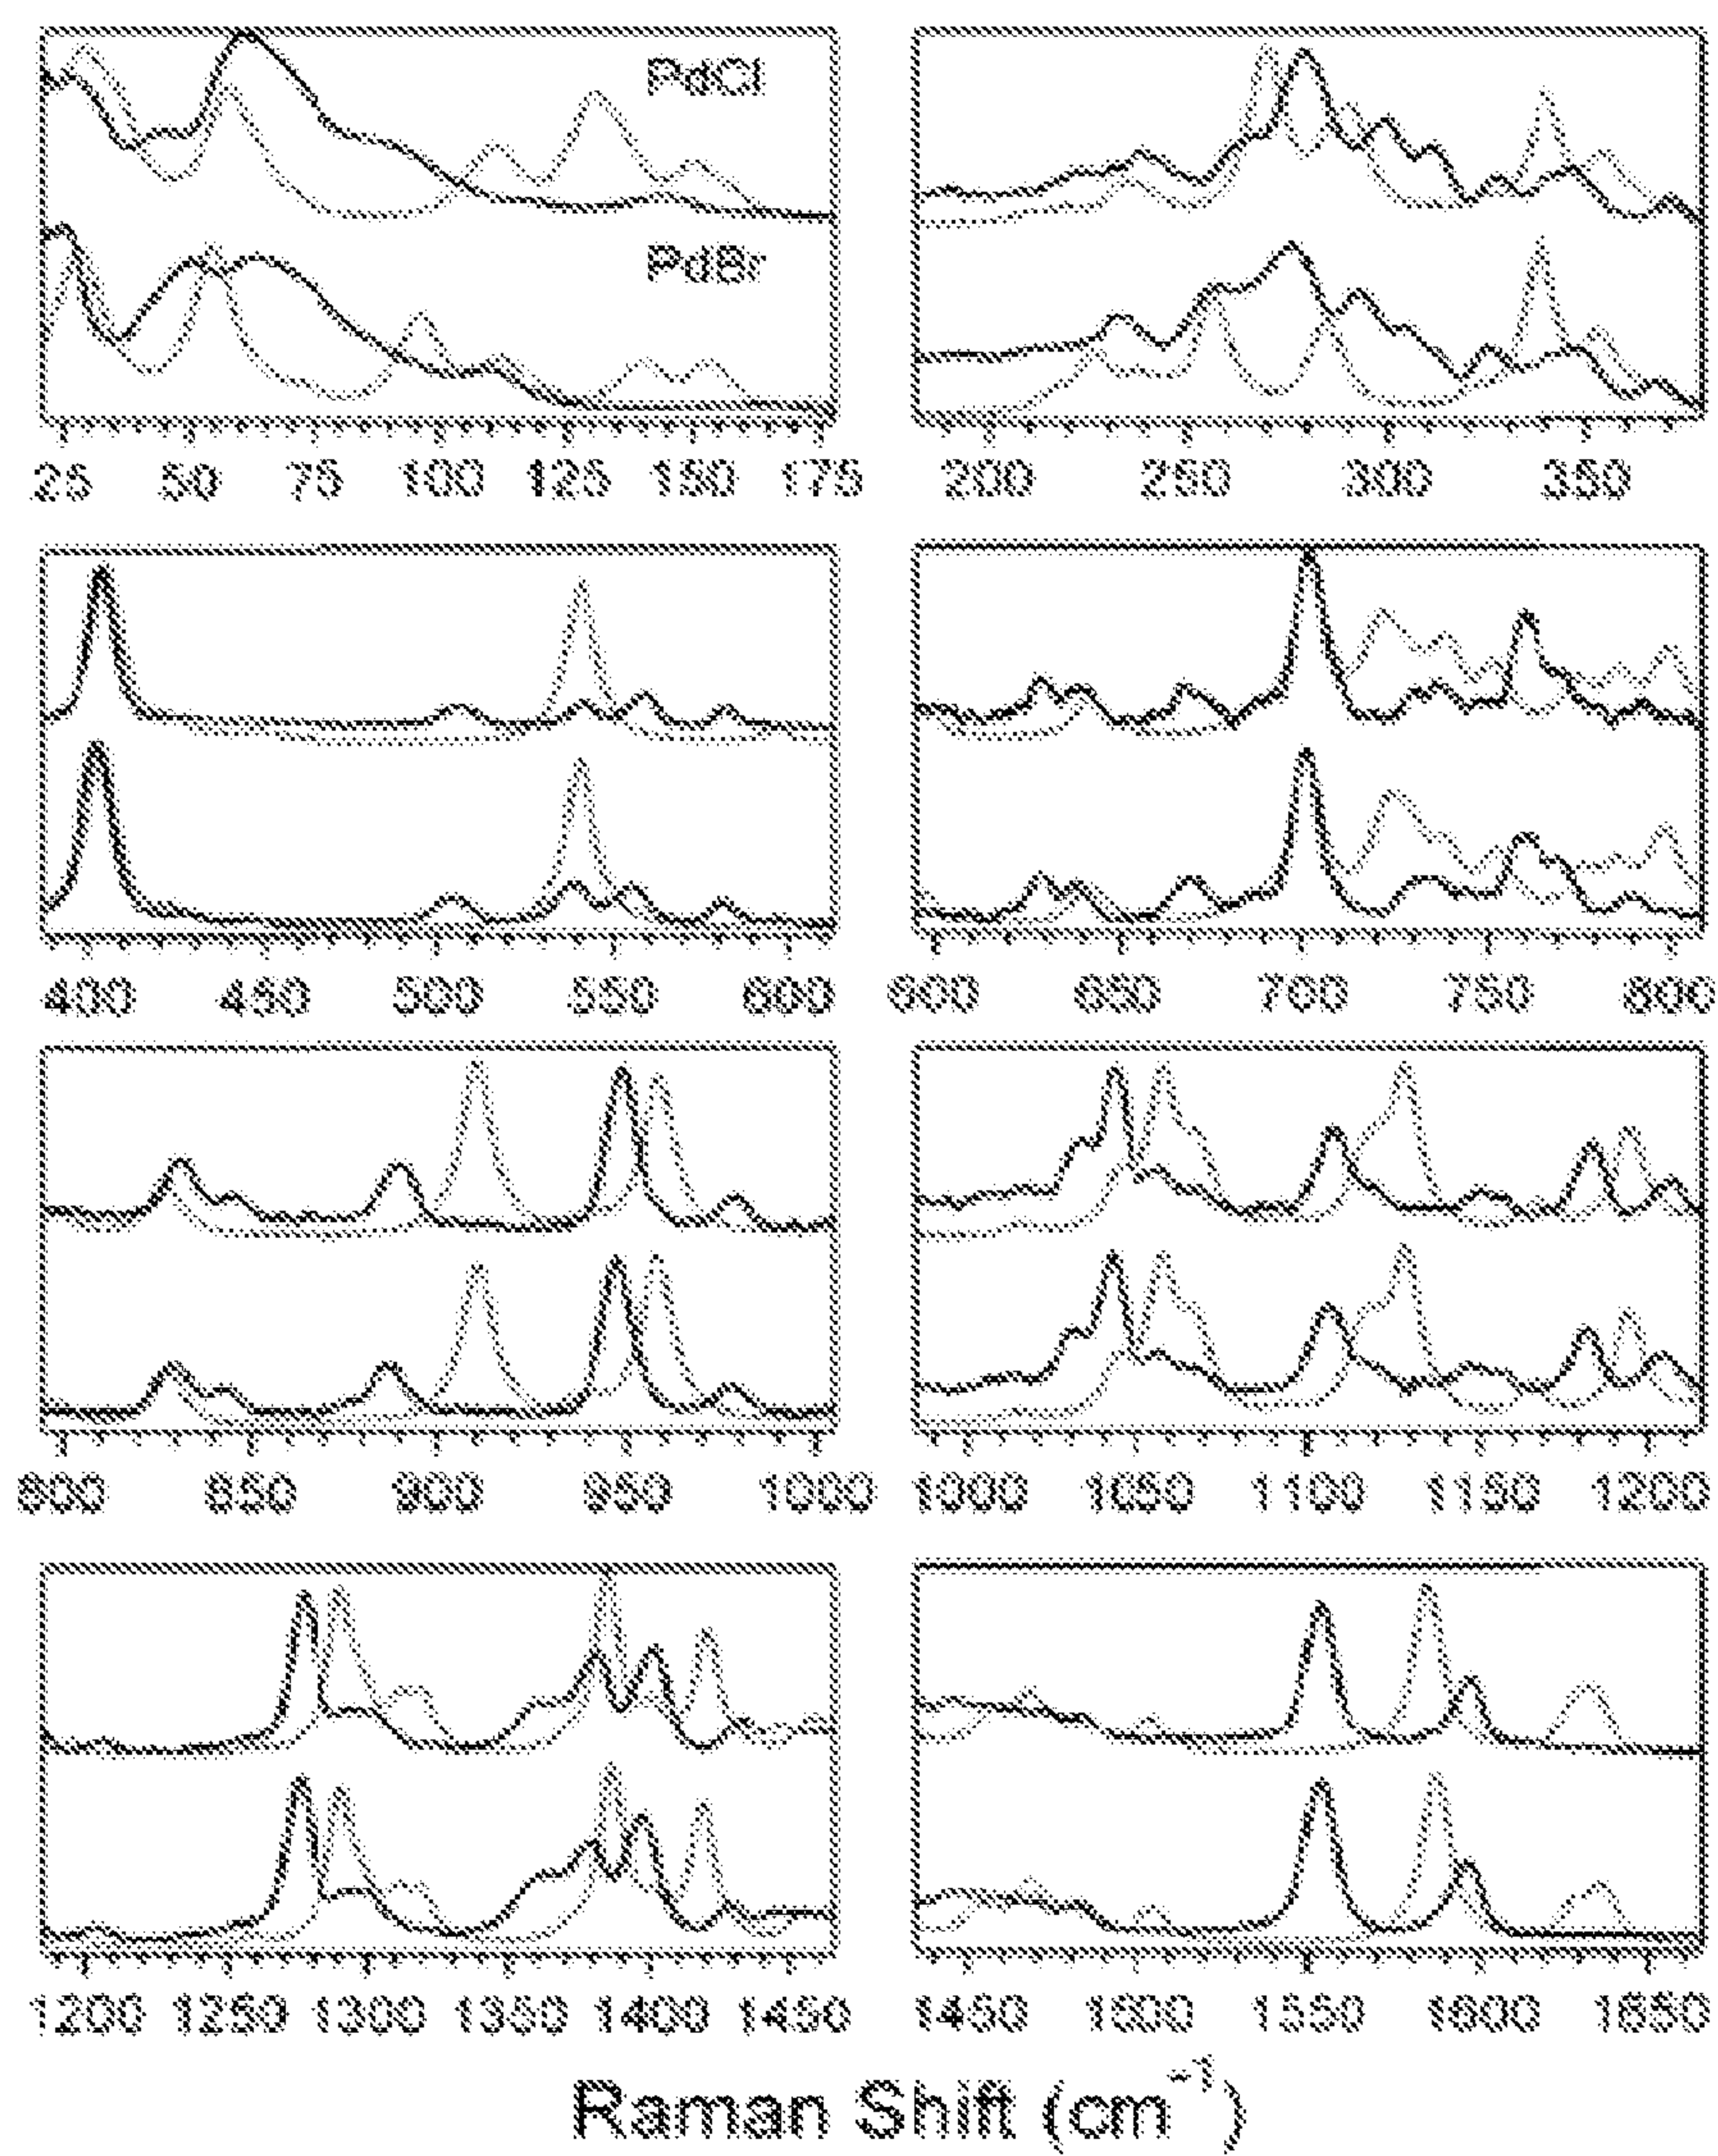 PdCl
PdBr
25 50 75 100 125 150 175
200 250 300 350
400 450 500 550 600
600 650 700 750 800
800 850 900 950 1000
1000 1050 1100 1150 1200
1200 1250 1300 1350 1400 1450
1450 1500 1550 1600 1650
Raman Shift (cm⁻¹)